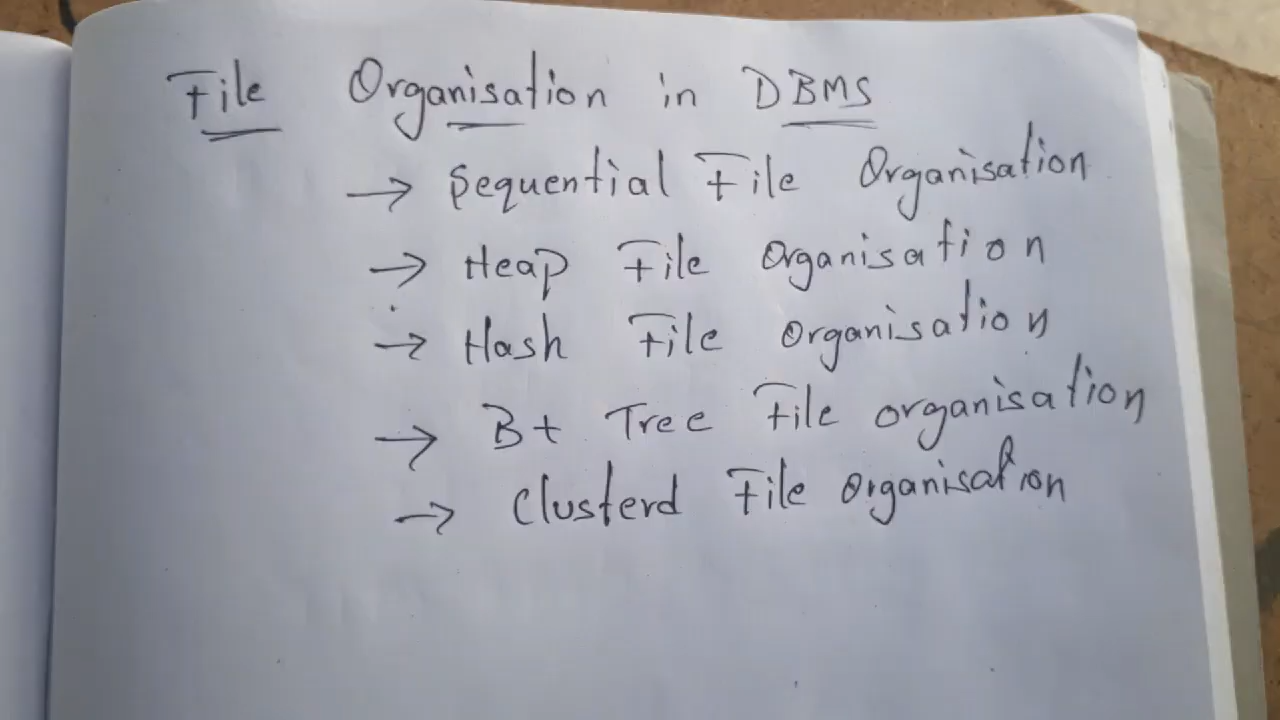 File Organisation in DBMS
→ Sequential File Organisation
→ Heap File Organisation
→ Hash File Organisation
→ B+ Tree File organisation
→ Clusterd File Organisation